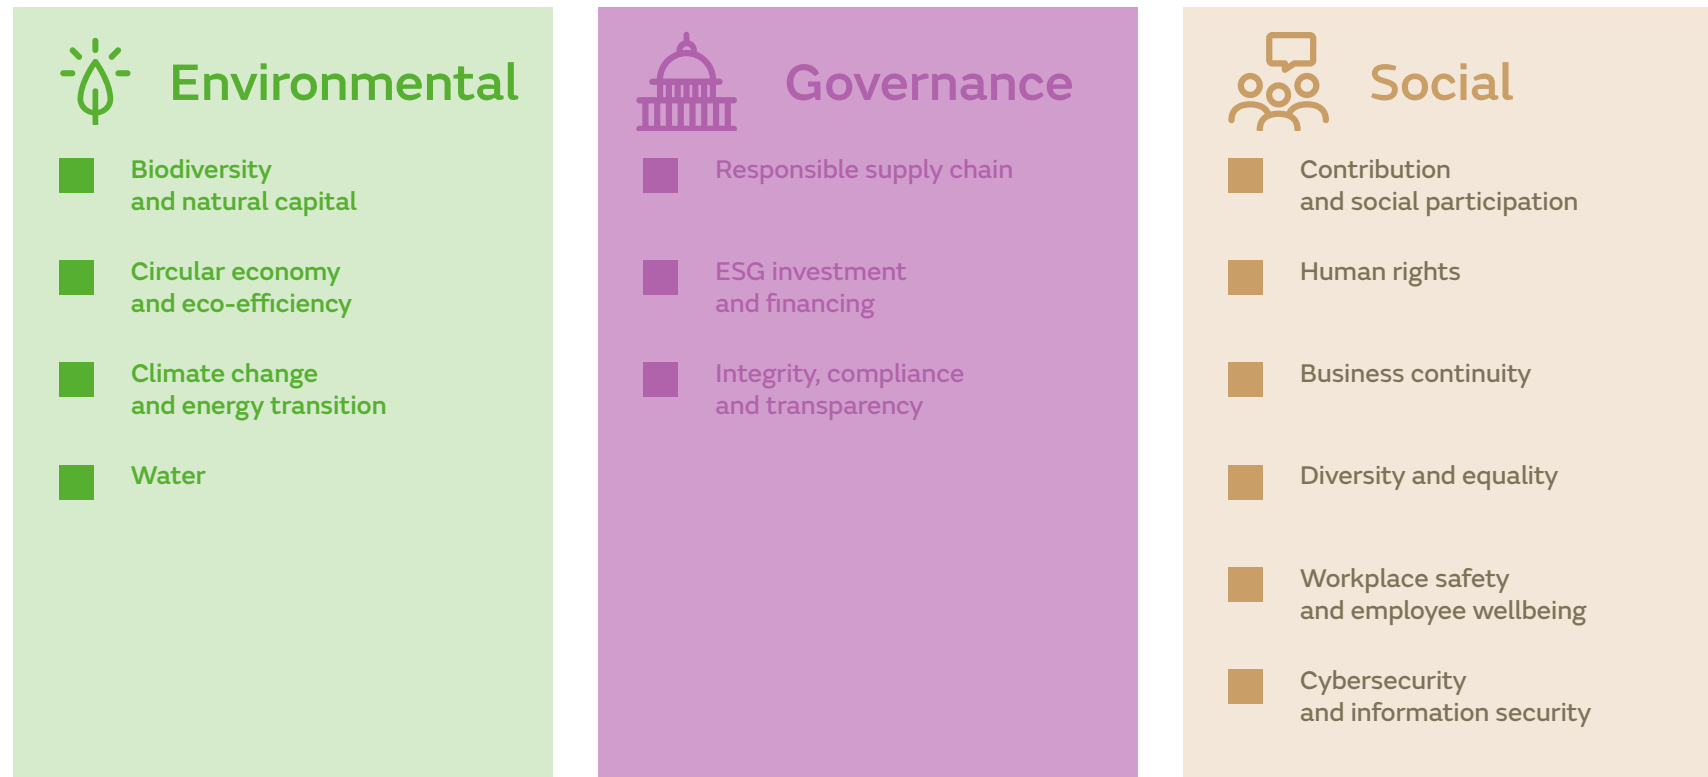 Environmental
Biodiversity
and natural capital
Circular economy
and eco-efficiency
Climate change
and energy transition
Water
Governance
Responsible supply chain
ESG investment
and financing
Integrity, compliance
and transparency
Social
Contribution
and social participation
Human rights
Business continuity
Diversity and equality
Workplace safety
and employee wellbeing
Cybersecurity
and information security